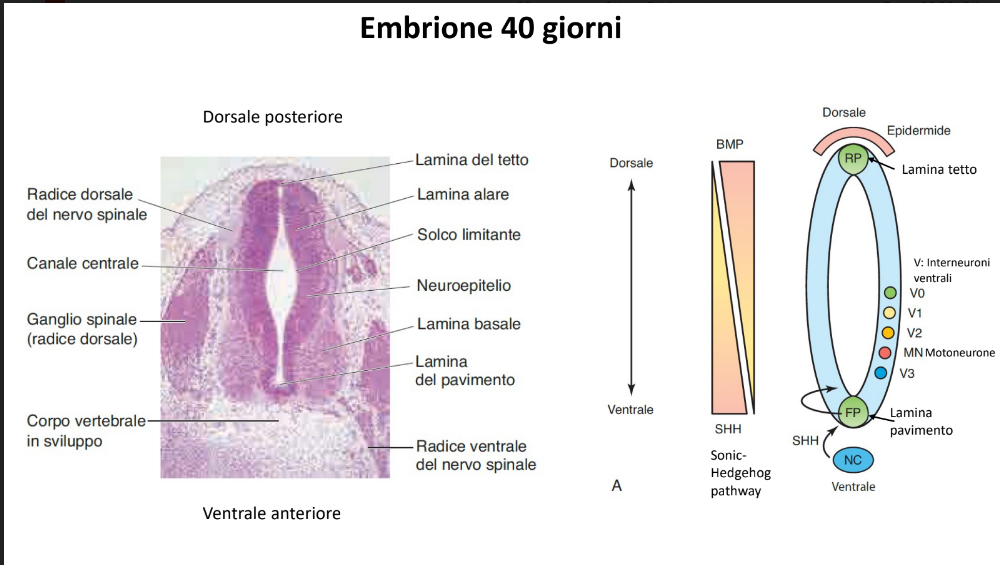 Embrione 40 giorni
Dorsale posteriore
Lamina del tetto
Lamina alare
Solco limitante
Neuroepitelio
Lamina basale
Lamina
del pavimento
Radice ventrale
del nervo spinale
Radice dorsale
del nervo spinale
Canale centrale
Ganglio spinale
(radice dorsale)
Corpo vertebrale
in sviluppo
Ventrale anteriore
Dorsale
Ventrale
BMP
SHH
Sonic-
Hedgehog
pathway
A
Dorsale
Epidermide
RP
Lamina tetto
V: Interneuroni
ventrali
V0
V1
V2
MN Motoneurone
V3
FP
Lamina
pavimento
SHH
NC
Ventrale